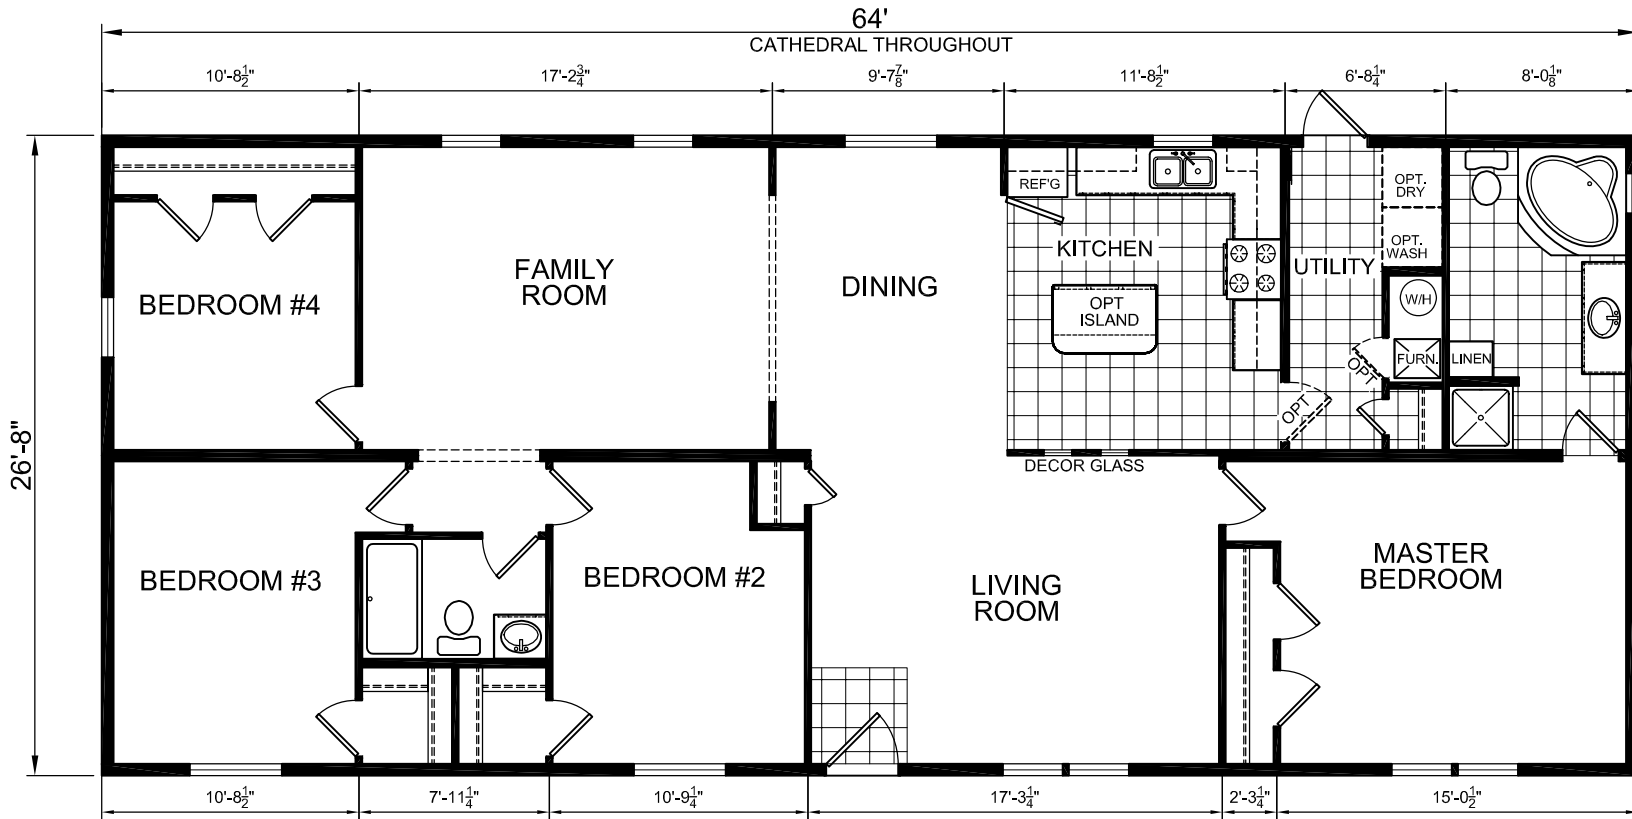 64'
CATHEDRAL THROUGHOUT
10'-8½" 17'-2¾" 9'-7⅞" 11'-8½" 6'-8¼" 8'-0⅛"
REF'G
OPT.
DRY
OPT.
WASH
KITCHEN
UTILITY
FAMILY
ROOM
DINING
BEDROOM #4
OPT
ISLAND
W/H
FURN.
LINEN
OPT
OPT
26'-8"
DECOR GLASS
BEDROOM #3
BEDROOM #2
LIVING
ROOM
MASTER
BEDROOM
10'-8½" 7'-11¼" 10'-9¼" 17'-3¼" 2'-3¼" 15'-0½"